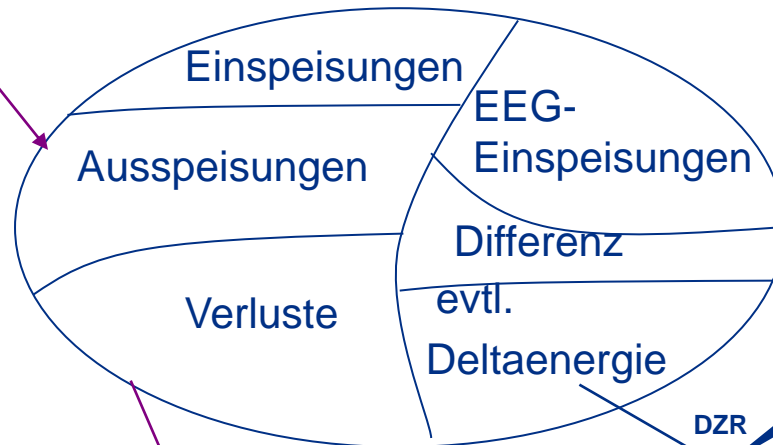 Einspeisungen
EEG-
Einspeisungen
Ausspeisungen
Differenz
Verluste
evtl.
Deltaenergie
DZR